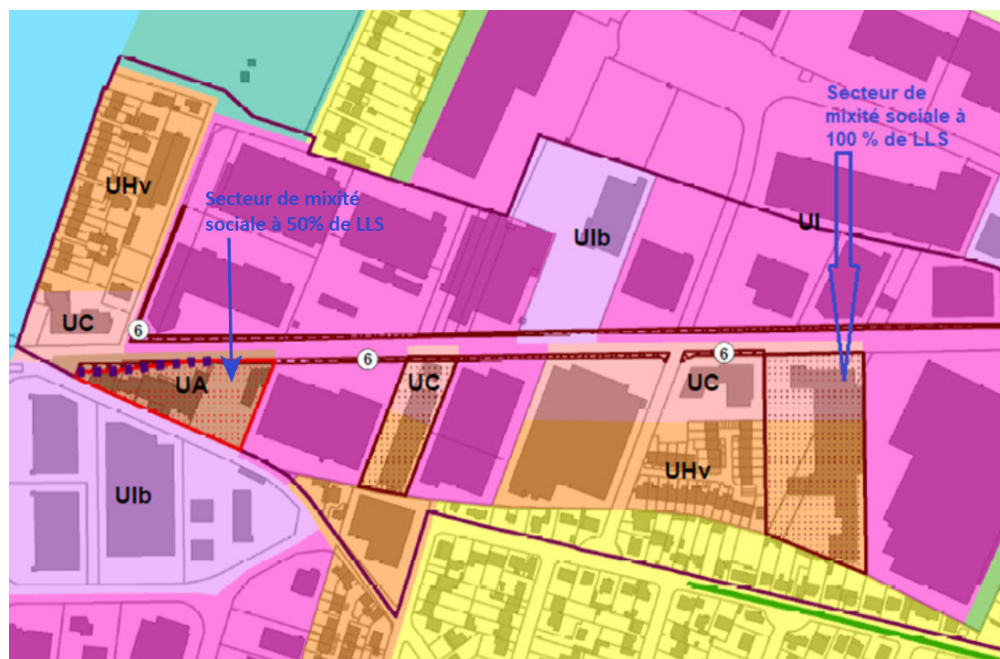 Secteur de
mixité sociale à
100 % de LLS
UHv
Secteur de mixité
sociale à 50% de LLS
UI
UIb
UC
6
6
6
UA
UC
UC
UHv
UIb